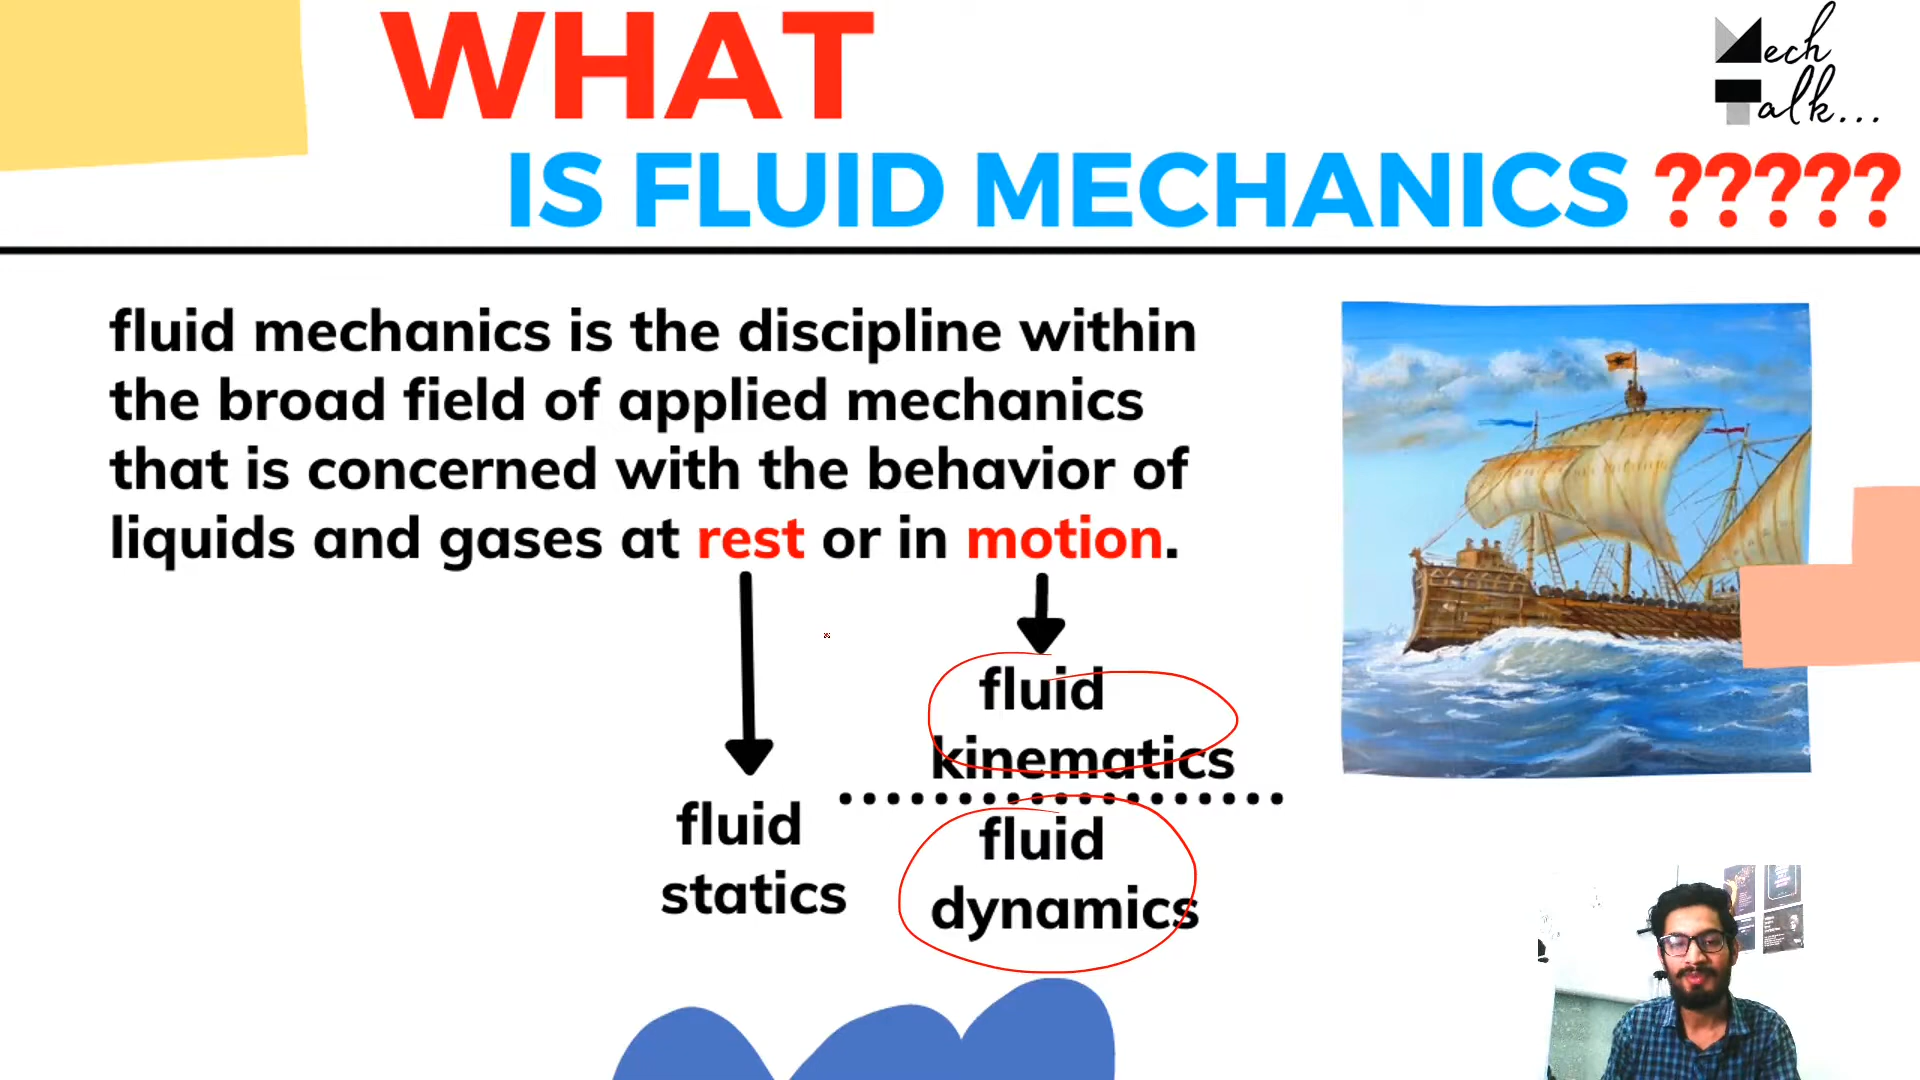 WHAT
IS FLUID MECHANICS ?????
Mech
Talk...
fluid mechanics is the discipline within
the broad field of applied mechanics
that is concerned with the behavior of
liquids and gases at rest or in motion.
fluid
kinematics
fluid
statics
fluid
dynamics